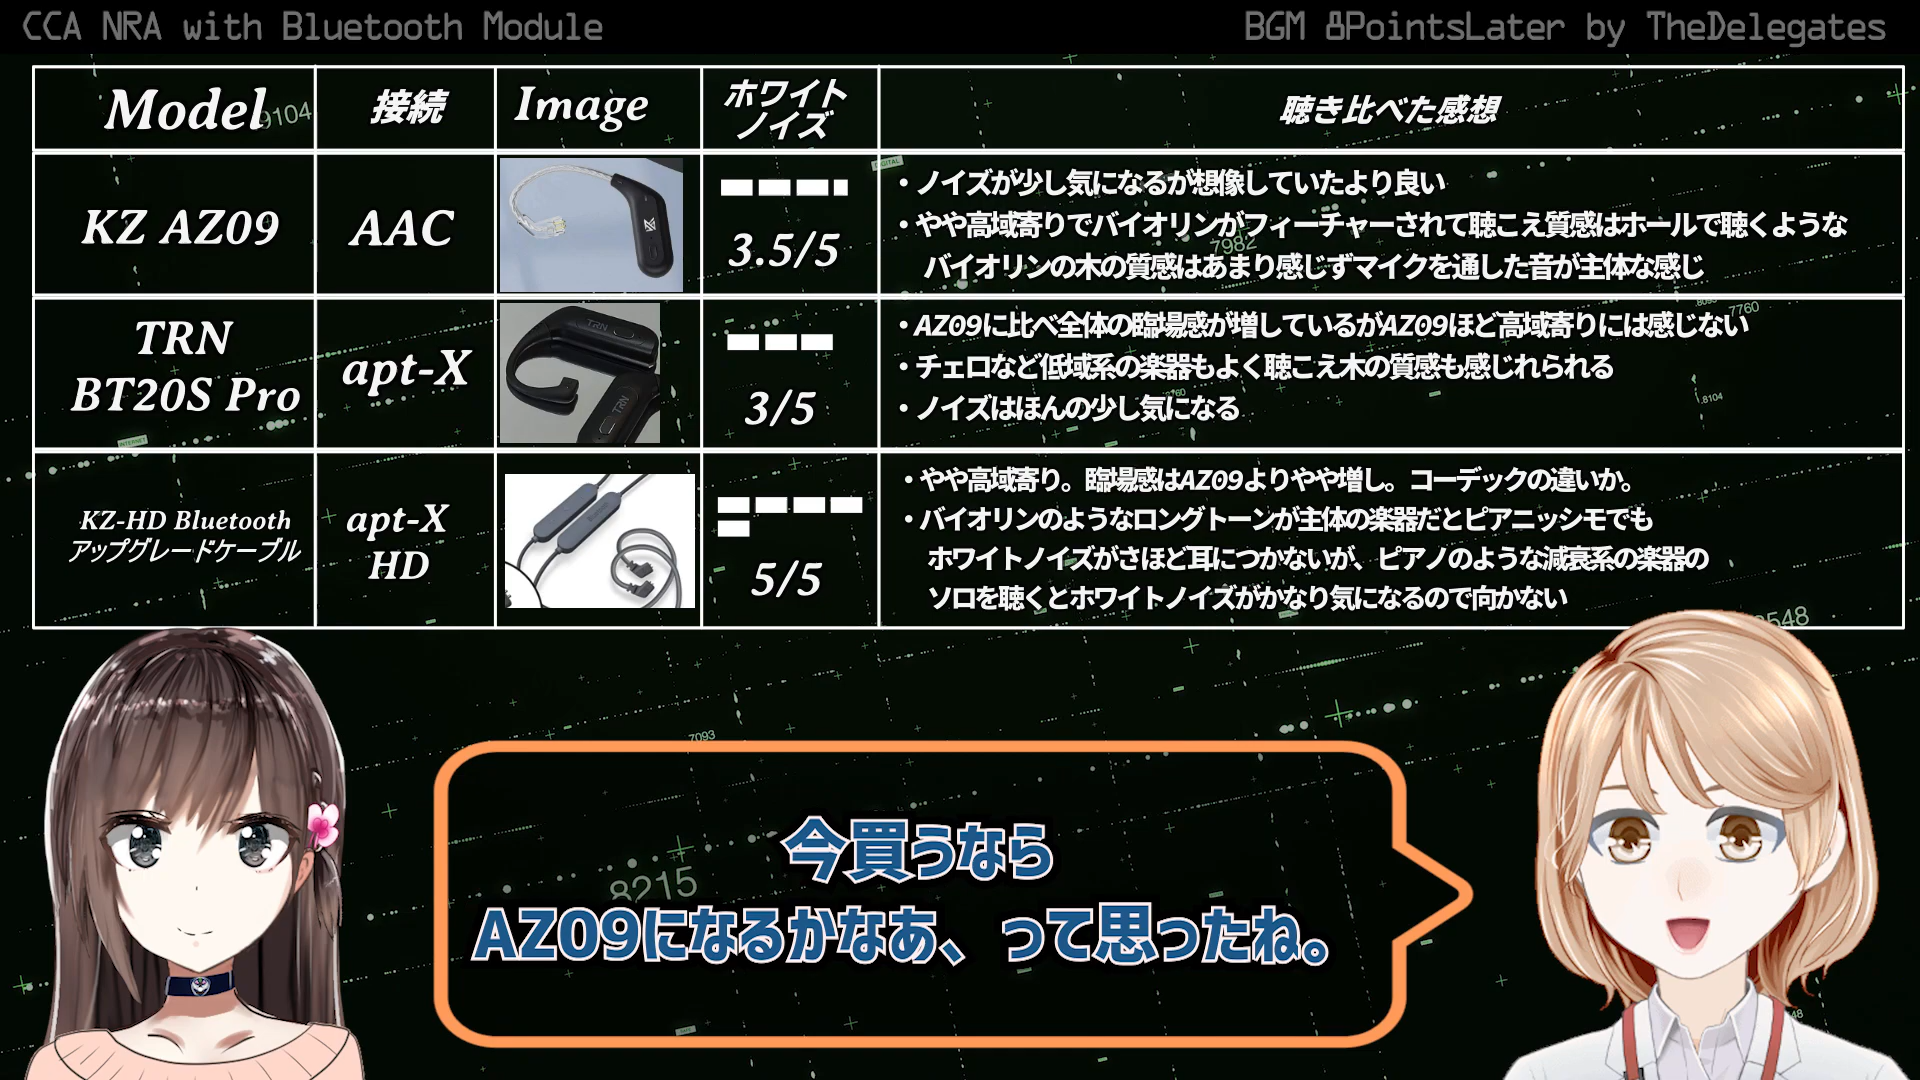 CCA NRA with Bluetooth Module
BGM 8PointsLater by TheDelegates
Model
接続
Image
ホワイト
ノイズ
聴き比べた感想
9104
DIGITAL
KZ AZ09
AAC
3.5/5
・ノイズが少し気になるが想像していたより良い
・やや高域寄りでバイオリンがフィーチャーされて聴こえ質感はホールで聴くような
バイオリンの木の質感はあまり感じずマイクを通した音が主体な感じ
7982
TRN
BT20S Pro
apt-X
TRN
TRN
3/5
・AZ09に比べ全体の臨場感が増しているがAZ09ほど高域寄りには感じない
・チェロなど低域系の楽器もよく聴こえ木の質感も感じれられる
・ノイズはほんの少し気になる
7760
8104
INTERNET
KZ-HD Bluetooth
アップグレードケーブル
apt-X
HD
5/5
・やや高域寄り。臨場感はAZ09よりやや増し。コーデックの違いか。
・バイオリンのようなロングトーンが主体の楽器だとピアニッシモでも
ホワイトノイズがさほど耳につかないが、ピアノのような減衰系の楽器の
ソロを聴くとホワイトノイズがかなり気になるので向かない
7093
8215
今買うなら
AZ09になるかなあ、って思ったね。